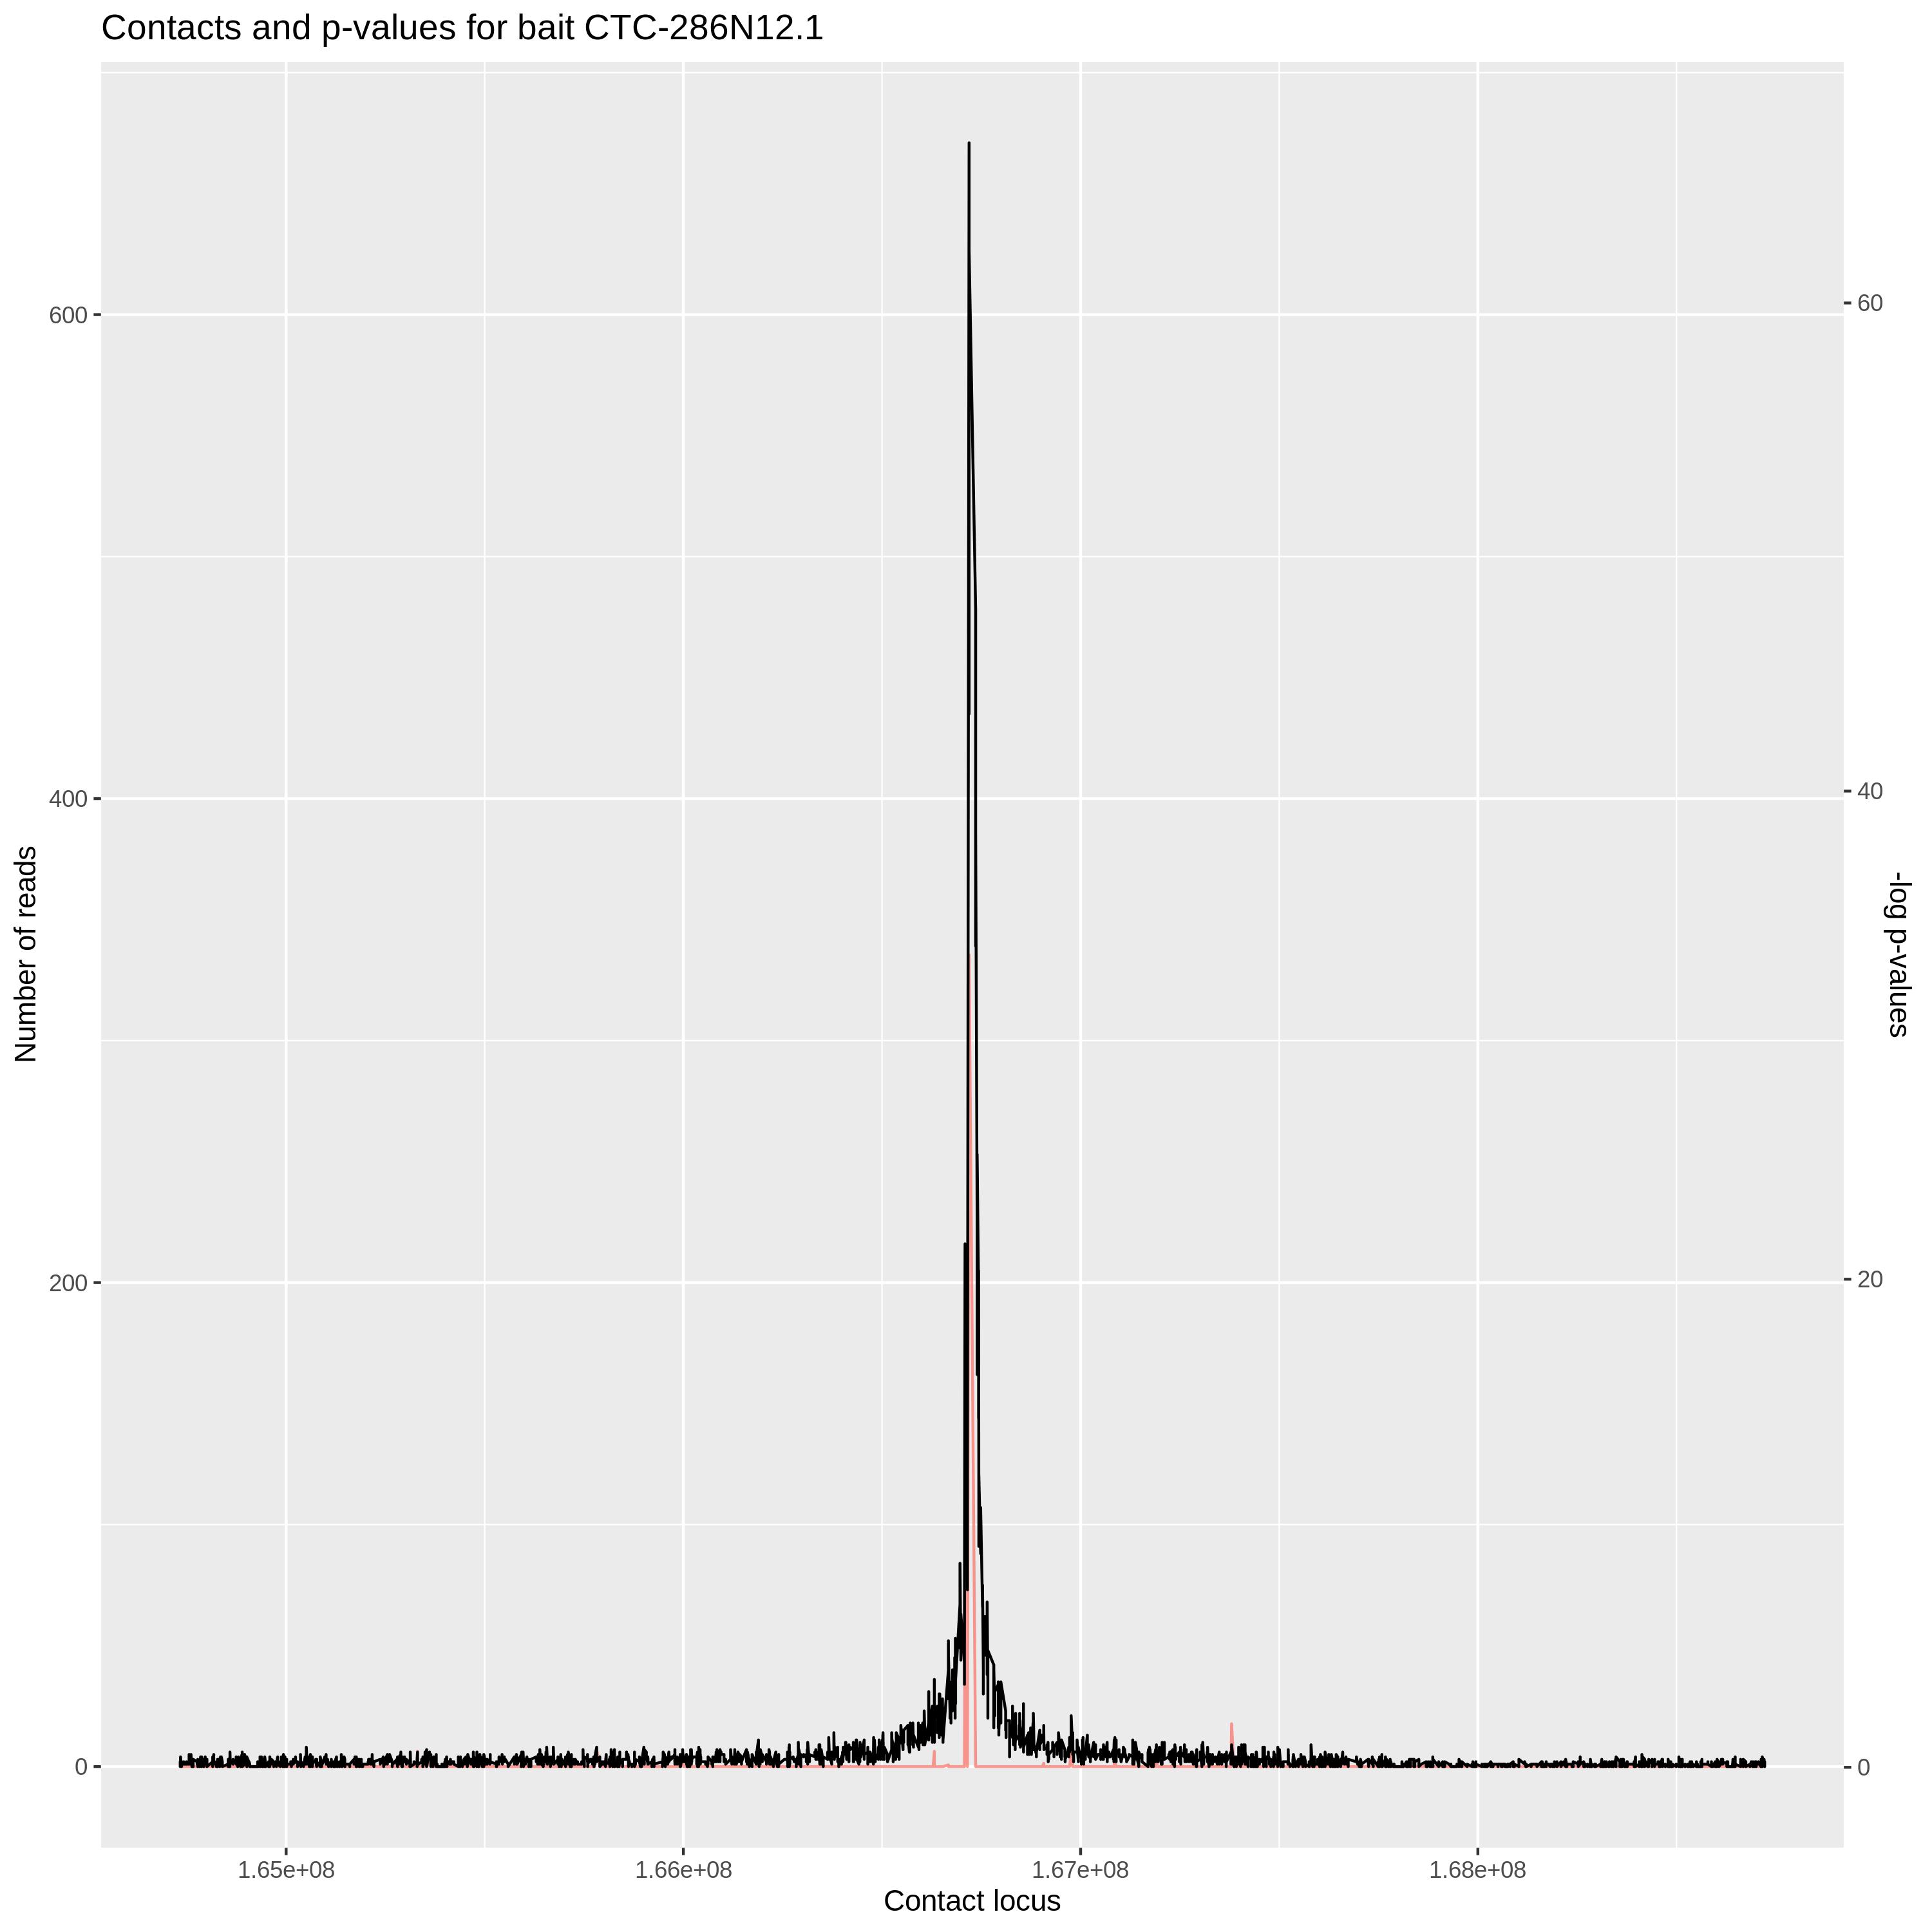 Contacts and p-values for bait CTC-286N12.1
600
400
200
0
60
40
20
0
Number of reads
-log p-values
1.65e+08
1.66e+08
1.67e+08
1.68e+08
Contact locus